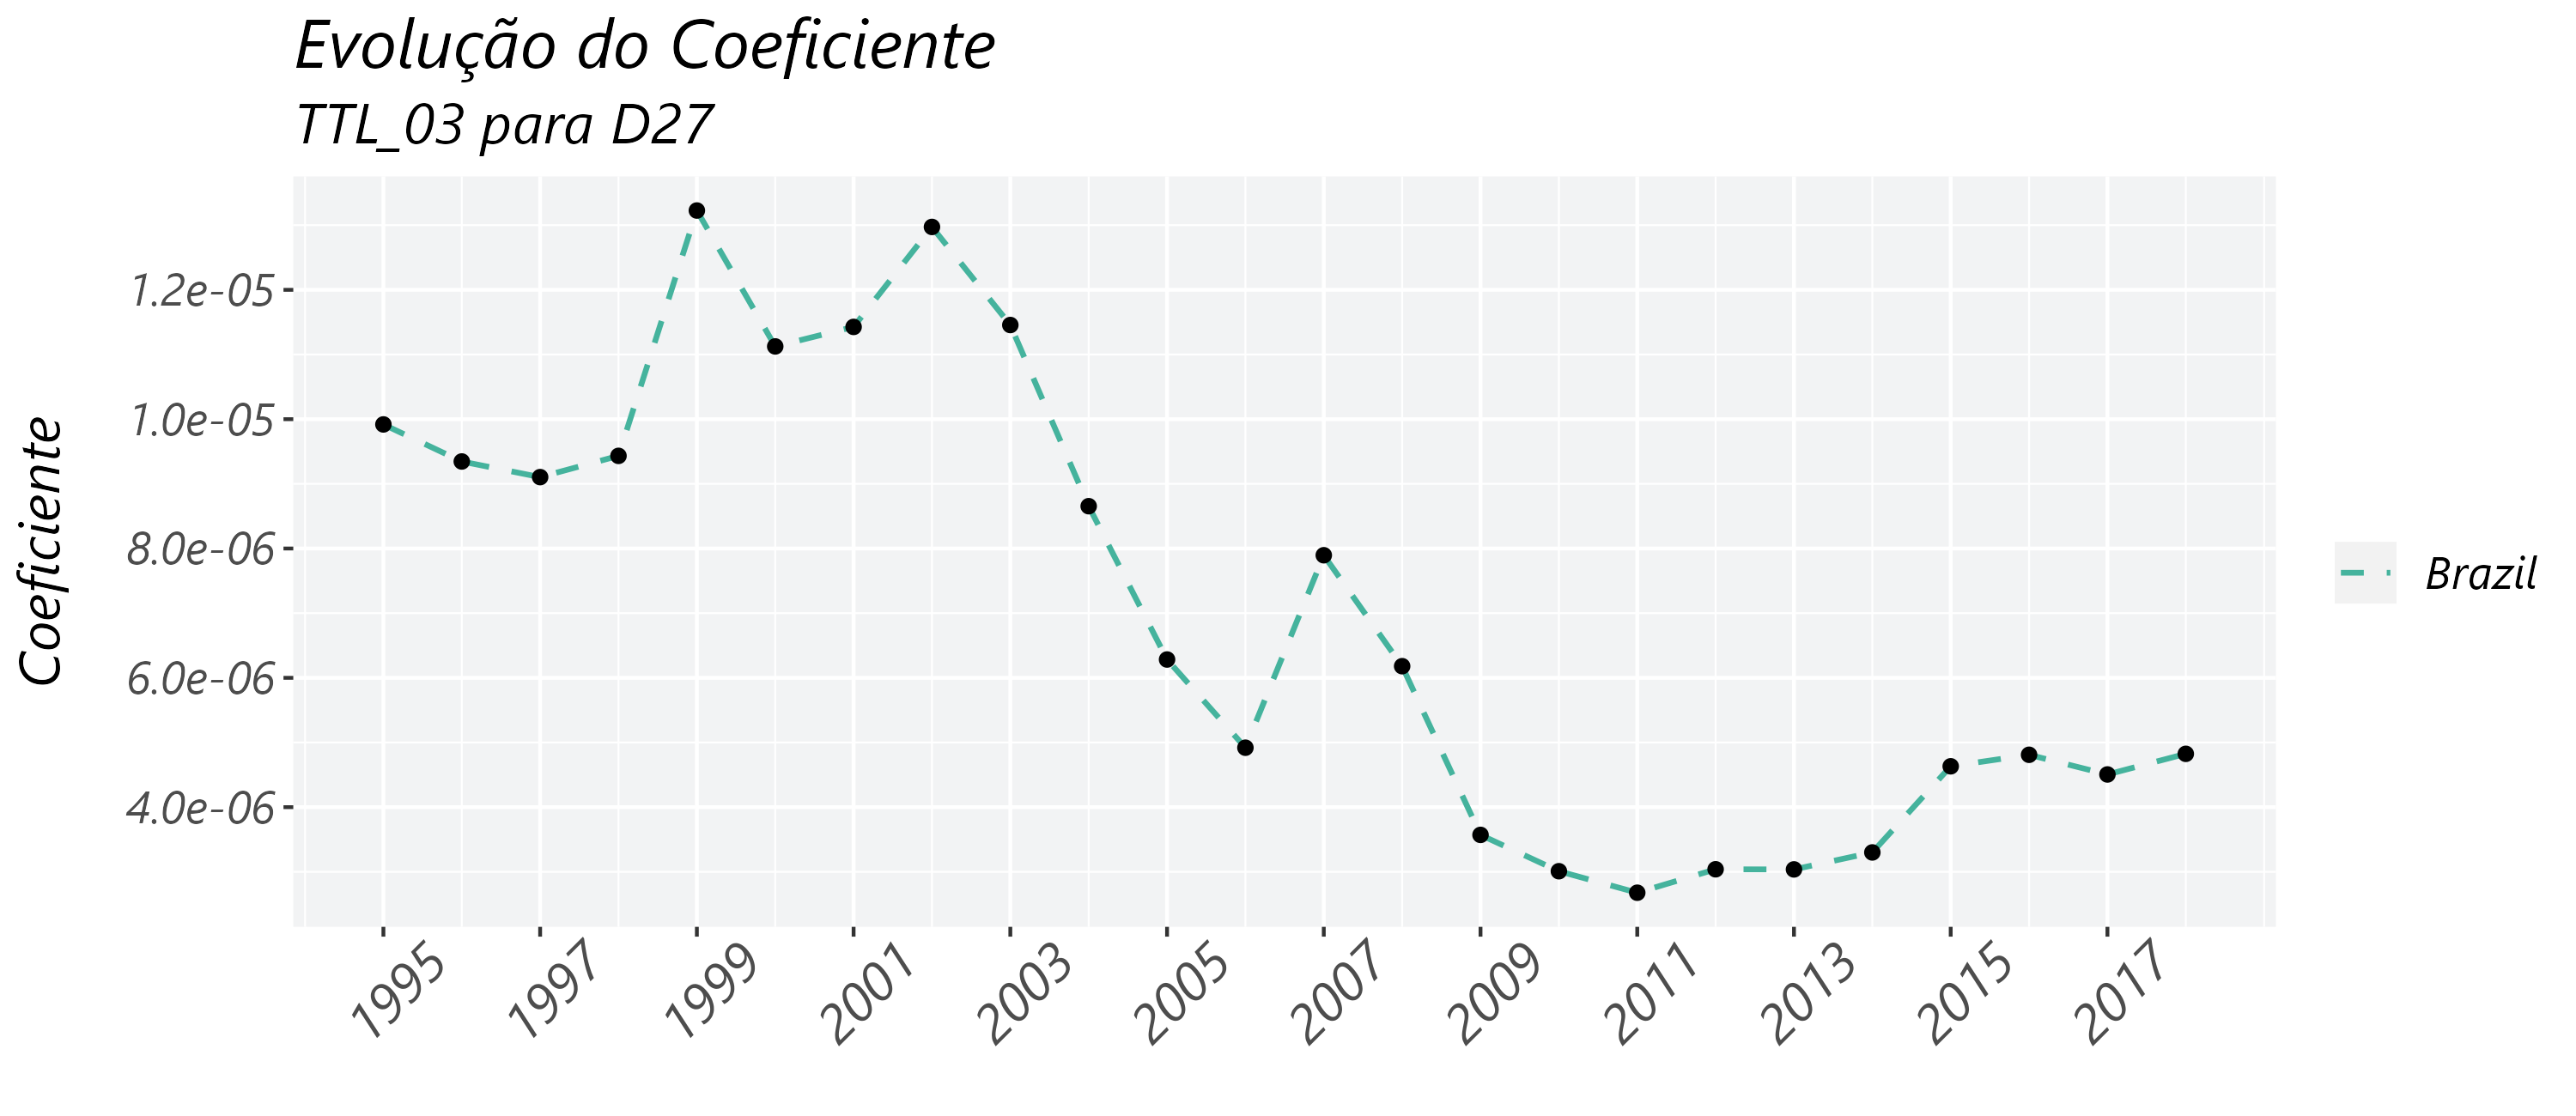 Evolução do Coeficiente
TTL_03 para D27
Coeficiente
1.2e-05
1.0e-05
8.0e-06
6.0e-06
4.0e-06
1995
1997
1999
2001
2003
2005
2007
2009
2011
2013
2015
2017
Brazil